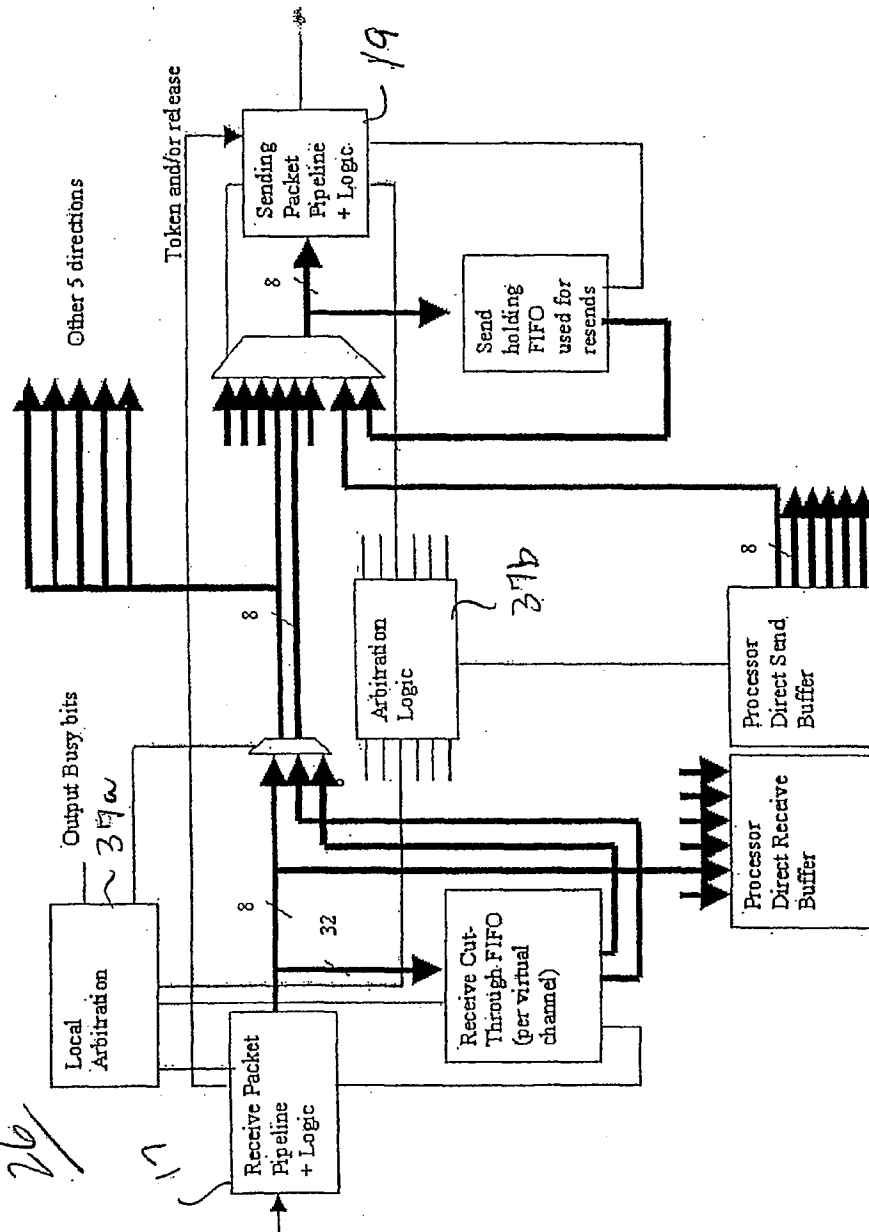 26
17
Receive Packet
Pipeline
+ Logic
Local
Arbitration
37a
Output Busy bits
8
32
Receive Cut-
Through FIFO
(per virtual
channel)
Processor
Direct Receive
Buffer
Processor
Direct Send
Buffer
8
Arbitration
Logic
37b
8
Other 5 directions
Token and/or release
8
Sending
Packet
Pipeline
+ Logic
19
Send
holding
FIFO
used for
resends